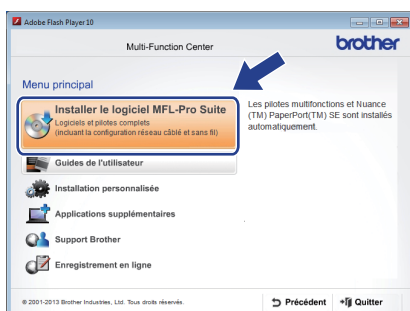 Adobe Flash Player 10
Multi-Function Center
brother
Menu principal
Installer le logiciel MFL-Pro Suite
Logiciels et pilotes complets
(incluant la configuration réseau câblé et sans fil)
Les pilotes multifonctions et Nuance
(TM) PaperPort(TM) SE sont installés
automatiquement.
Guides de l'utilisateur
Installation personnalisée
Applications supplémentaires
Support Brother
Enregistrement en ligne
© 2001-2013 Brother Industries, Ltd. Tous droits réservés.
Précédent
Quitter